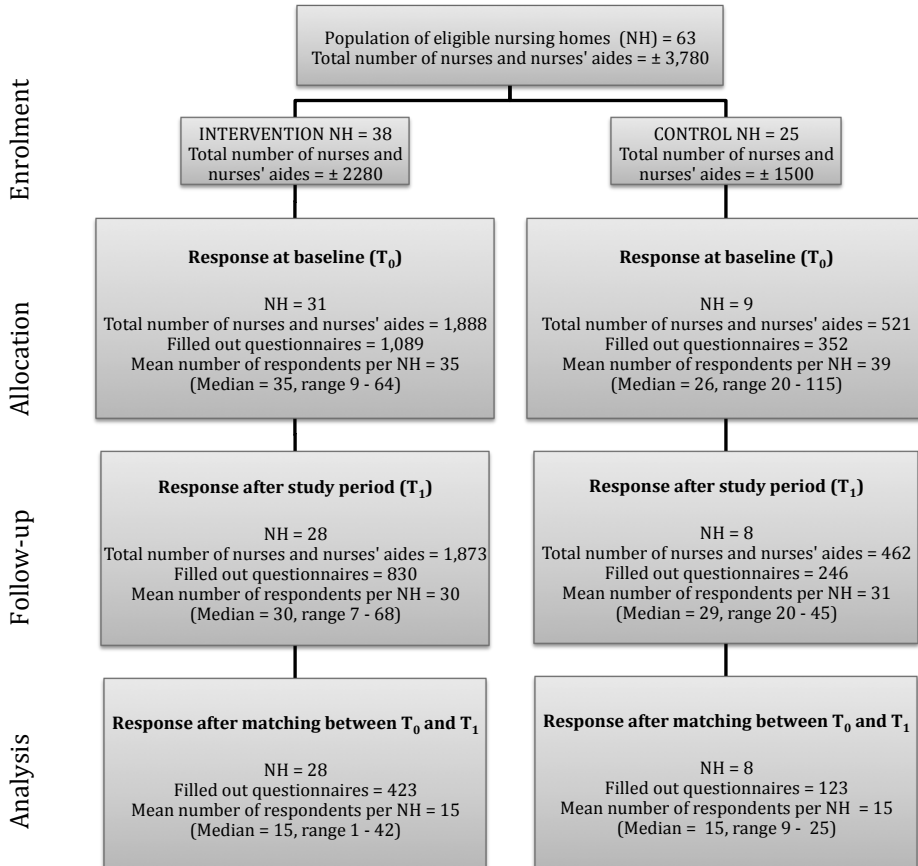 Enrolment
Population of eligible nursing homes (NH) = 63
Total number of nurses and nurses' aides = ± 3,780
INTERVENTION NH = 38
Total number of nurses and
nurses' aides = ± 2280
CONTROL NH = 25
Total number of nurses and
nurses' aides = ± 1500
Allocation
Response at baseline (T0)
NH = 31
Total number of nurses and nurses' aides = 1,888
Filled out questionnaires = 1,089
Mean number of respondents per NH = 35
(Median = 35, range 9 - 64)
Response at baseline (T0)
NH = 9
Total number of nurses and nurses' aides = 521
Filled out questionnaires = 352
Mean number of respondents per NH = 39
(Median = 26, range 20 - 115)
Follow-up
Response after study period (T1)
NH = 28
Total number of nurses and nurses' aides = 1,873
Filled out questionnaires = 830
Mean number of respondents per NH = 30
(Median = 30, range 7 - 68)
Response after study period (T1)
NH = 8
Total number of nurses and nurses' aides = 462
Filled out questionnaires = 246
Mean number of respondents per NH = 31
(Median = 29, range 20 - 45)
Analysis
Response after matching between T0 and T1
NH = 28
Filled out questionnaires = 423
Mean number of respondents per NH = 15
(Median = 15, range 1 - 42)
Response after matching between T0 and T1
NH = 8
Filled out questionnaires = 123
Mean number of respondents per NH = 15
(Median = 15, range 9 - 25)